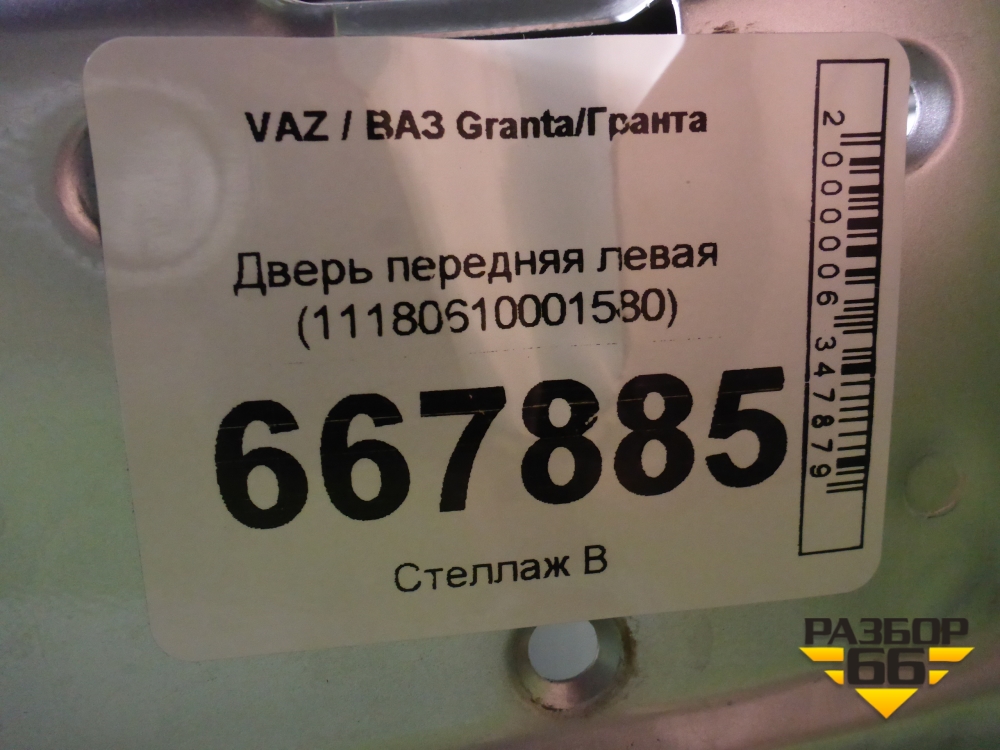 VAZ / ВАЗ Granta/Гранта
Дверь передняя левая
(11180610001580)
667885
Стеллаж В
2000006347879
РАЗБОР
66